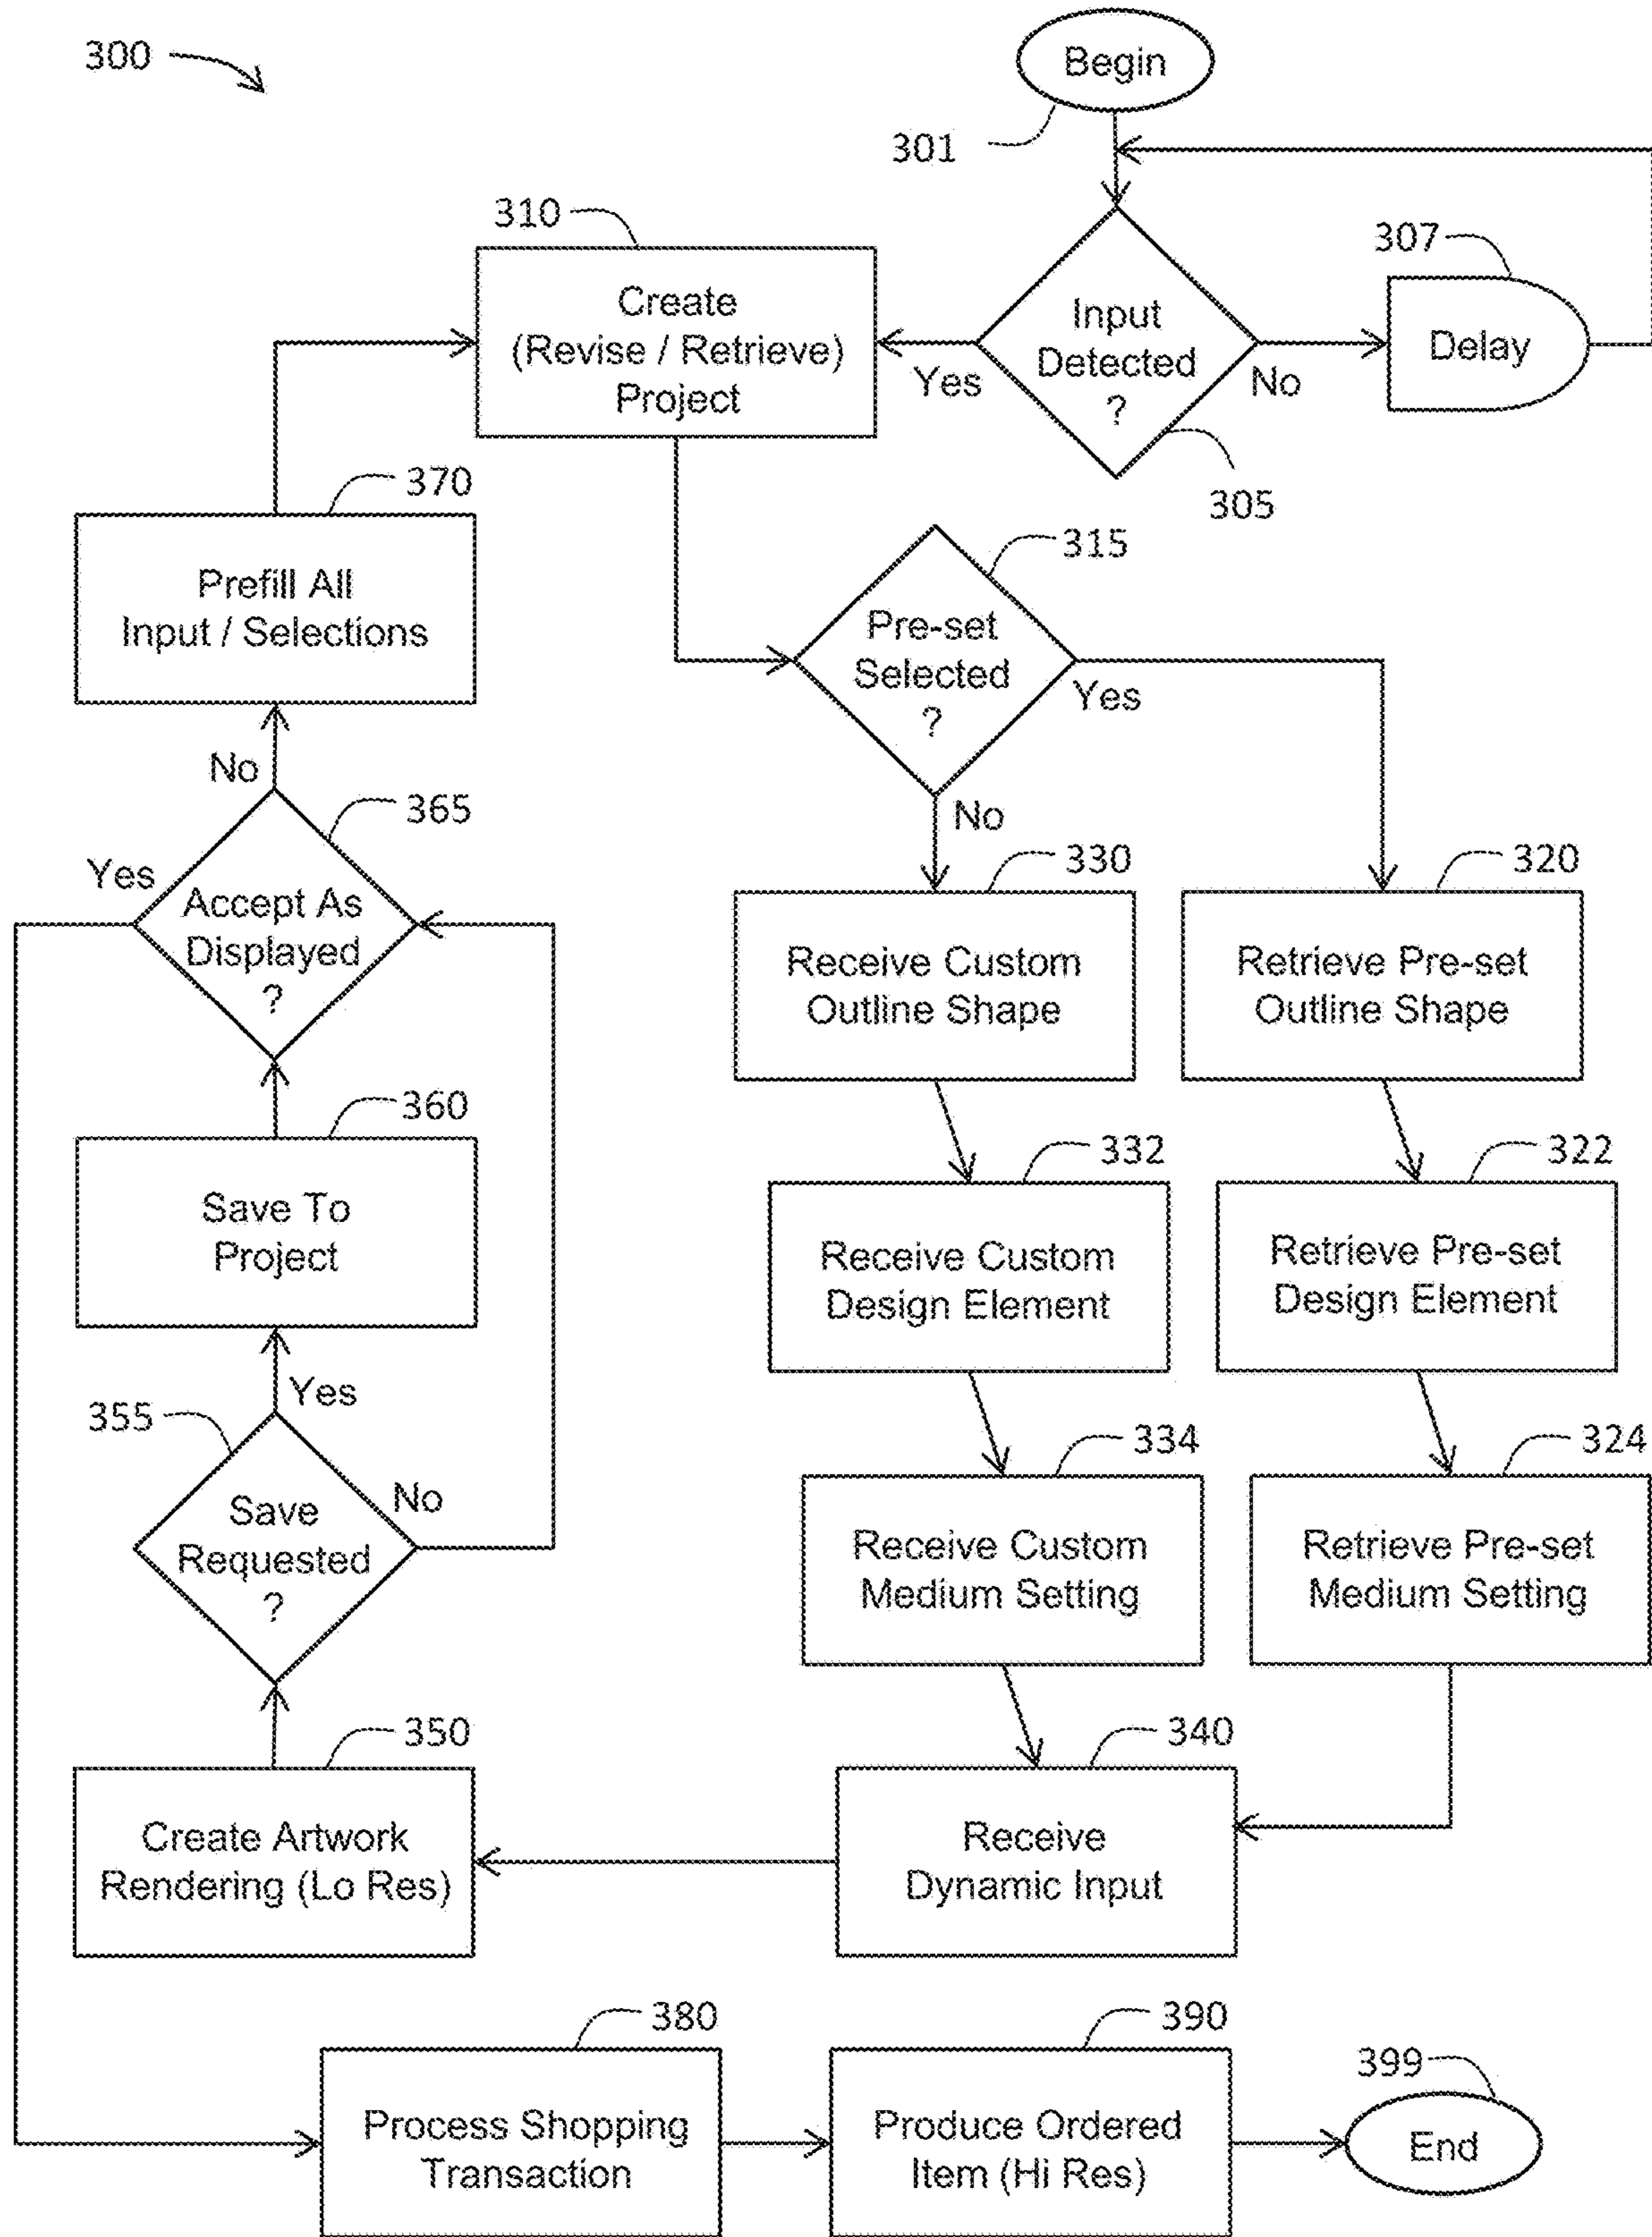 300
Begin
301
310
307
Create
(Revise / Retrieve)
Project
Input
Detected
?
Yes
No
Delay
305
370
Prefill All
Input / Selections
315
Pre-set
Selected
?
Yes
No
No
365
Yes
Accept As
Displayed
?
330
320
Receive Custom
Outline Shape
Retrieve Pre-set
Outline Shape
360
Save To
Project
332
322
Receive Custom
Design Element
Retrieve Pre-set
Design Element
Yes
355
Save
Requested
?
No
334
324
Receive Custom
Medium Setting
Retrieve Pre-set
Medium Setting
350
340
Create Artwork
Rendering (Lo Res)
Receive
Dynamic Input
380
390
399
Process Shopping
Transaction
Produce Ordered
Item (Hi Res)
End